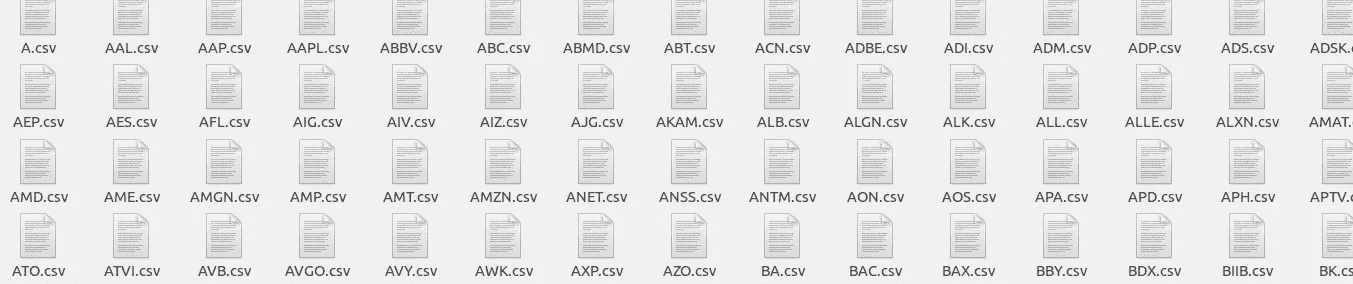 A.csv AAL.csv AAP.csv AAPL.csv ABBV.csv ABC.csv ABMD.csv ABT.csv ACN.csv ADBE.csv ADI.csv ADM.csv ADP.csv ADS.csv ADSK.c
AEP.csv AES.csv AFL.csv AIG.csv AIV.csv AIZ.csv AJG.csv AKAM.csv ALB.csv ALGN.csv ALK.csv ALL.csv ALLE.csv ALXN.csv AMAT.
AMD.csv AME.csv AMGN.csv AMP.csv AMT.csv AMZN.csv ANET.csv ANSS.csv ANTM.csv AON.csv AOS.csv APA.csv APD.csv APH.csv APTV.c
ATO.csv ATVI.csv AVB.csv AVGO.csv AVY.csv AWK.csv AXP.csv AZO.csv BA.csv BAC.csv BAX.csv BBY.csv BDX.csv BIIB.csv BK.cs